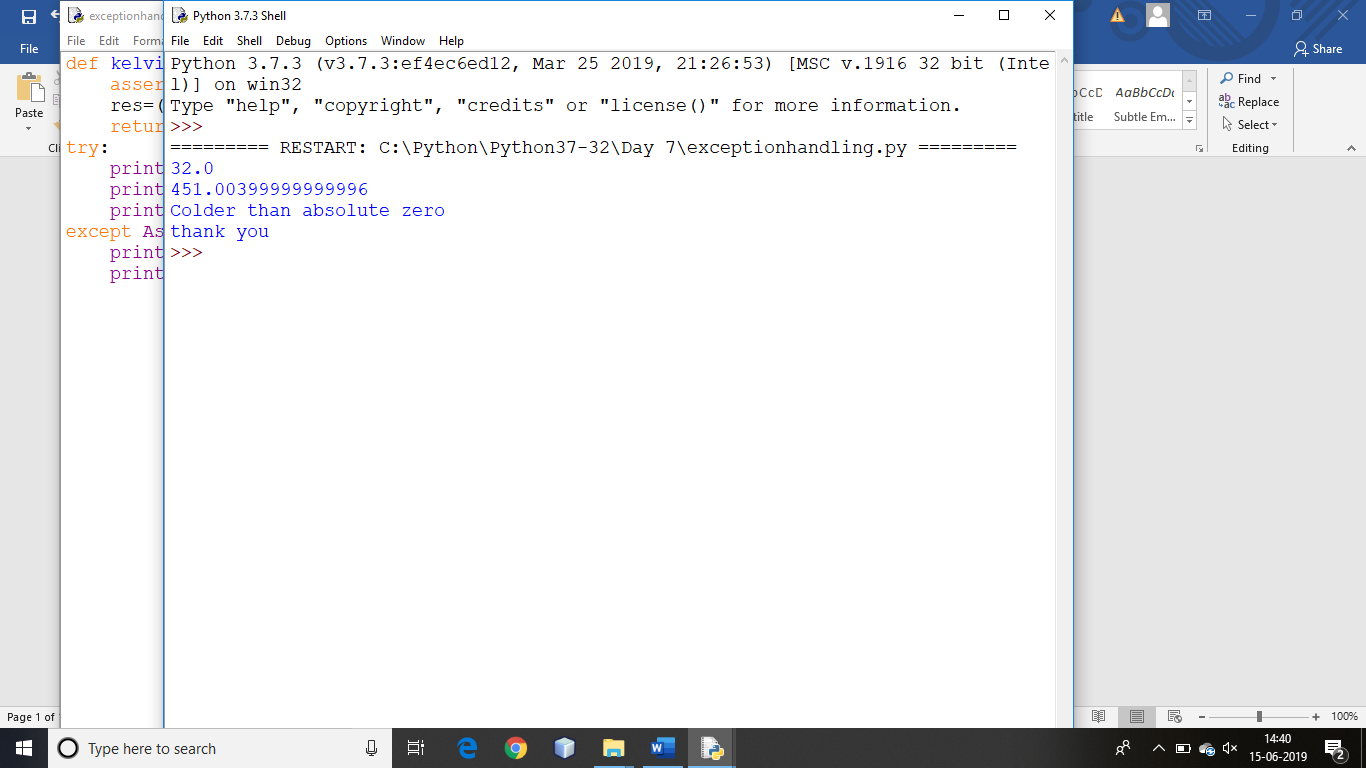 exceptionhand
Python 3.7.3 Shell
File
File Edit Forma
File Edit Shell Debug Options Window Help
Share
def kelvi
asser
res=(
retur
try:
print
print
print
except As
print
print
Python 3.7.3 (v3.7.3:ef4ec6ed12, Mar 25 2019, 21:26:53) [MSC v.1916 32 bit (Inte
l)] on win32
Type "help", "copyright", "credits" or "license()" for more information.
>>>
========= RESTART: C:\Python\Python37-32\Day 7\exceptionhandling.py =========
32.0
451.00399999999996
Colder than absolute zero
thank you
>>>
Paste
Cli
AaBbCcDc
title
Subtle Em...
Find
Replace
Select
Editing
Page 1 of
100%
Type here to search
14:40
15-06-2019
2